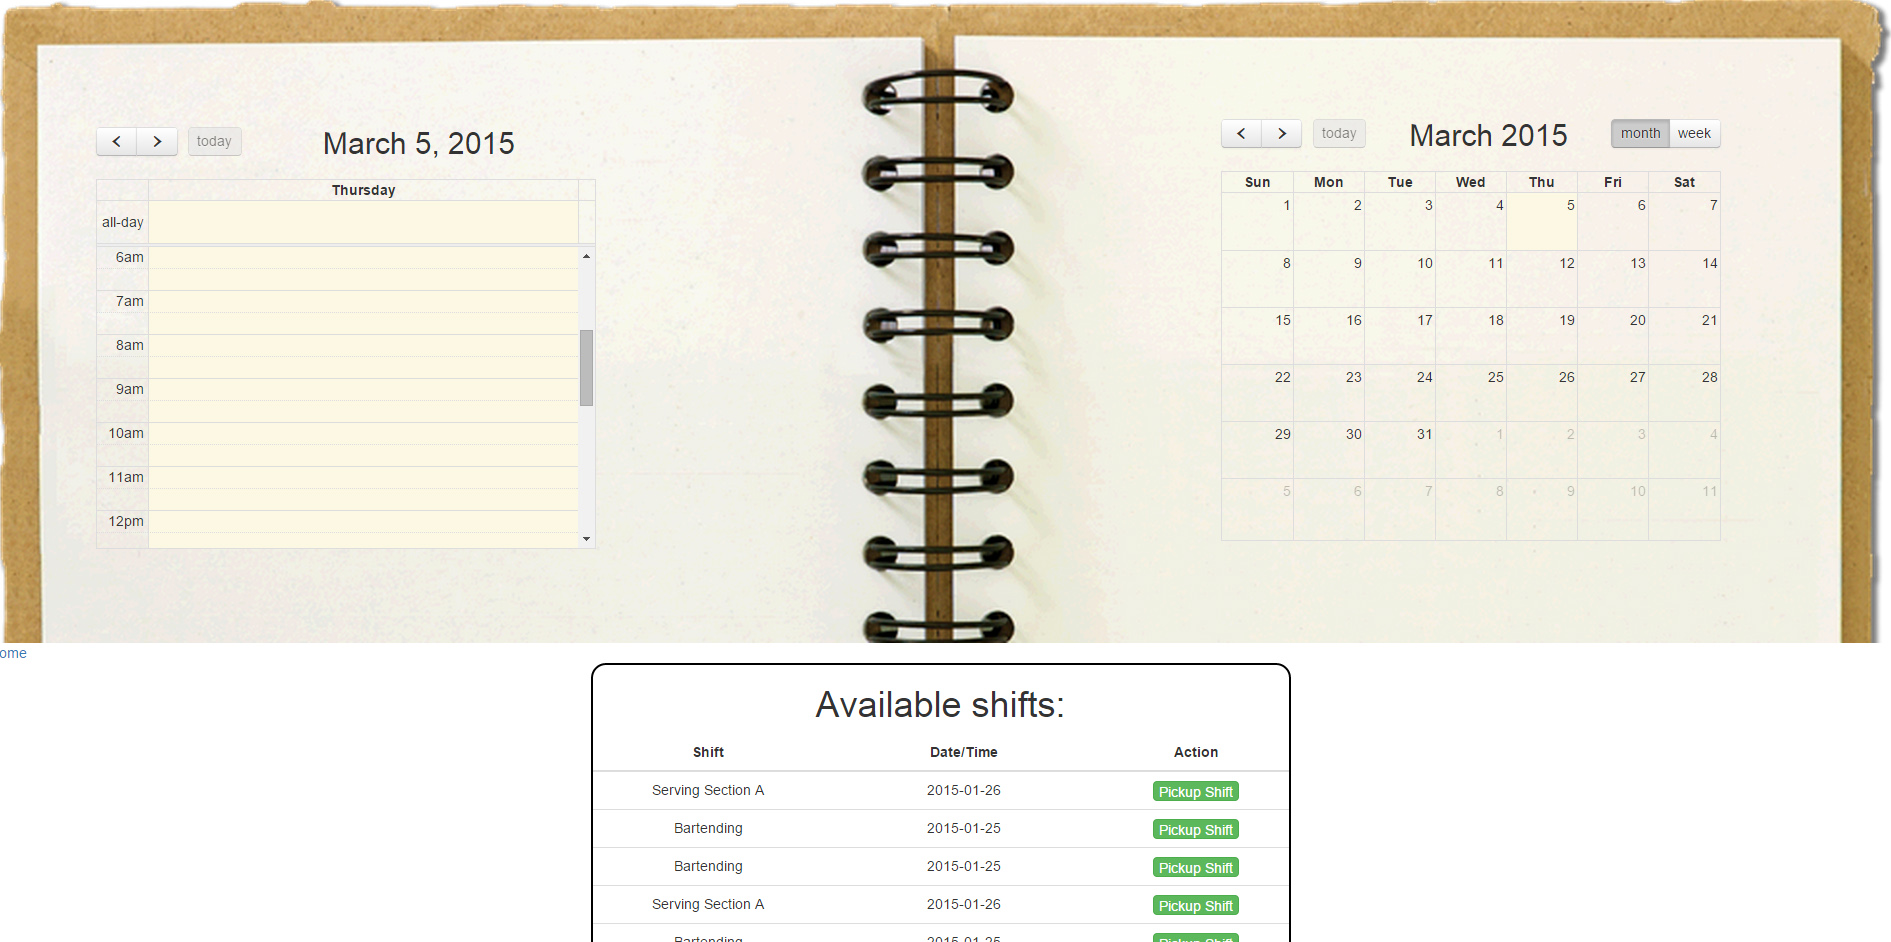 today
March 5, 2015
Thursday
all-day
6am
7am
8am
9am
10am
11am
12pm
today
March 2015
month week
Sun Mon Tue Wed Thu Fri Sat
1 2 3 4 5 6 7
8 9 10 11 12 13 14
15 16 17 18 19 20 21
22 23 24 25 26 27 28
29 30 31 1 2 3 4
5 6 7 8 9 10 11
ome
Available shifts:
Shift Date/Time Action
Serving Section A 2015-01-26 Pickup Shift
Bartending 2015-01-25 Pickup Shift
Bartending 2015-01-25 Pickup Shift
Serving Section A 2015-01-26 Pickup Shift
Bartending 2015-01-25 Pickup Shift